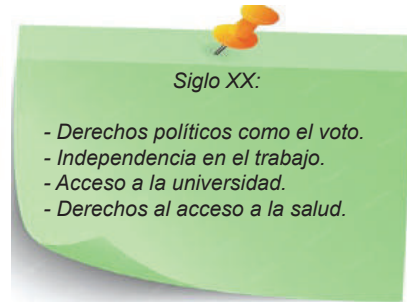 Siglo XX:
- Derechos políticos como el voto.
- Independencia en el trabajo.
- Acceso a la universidad.
- Derechos al acceso a la salud.